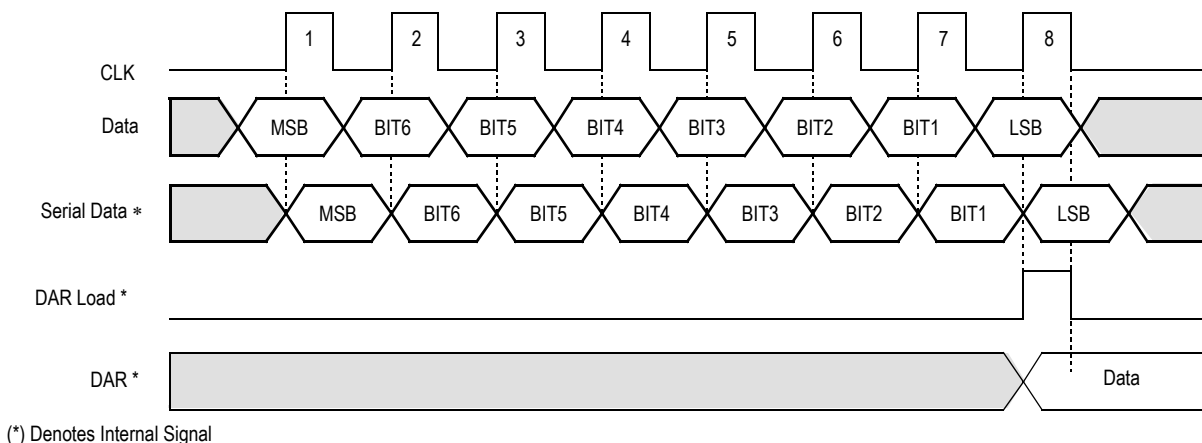 1 2 3 4 5 6 7 8
CLK
Data MSB BIT6 BIT5 BIT4 BIT3 BIT2 BIT1 LSB
Serial Data * MSB BIT6 BIT5 BIT4 BIT3 BIT2 BIT1 LSB
DAR Load *
DAR * Data
(*) Denotes Internal Signal